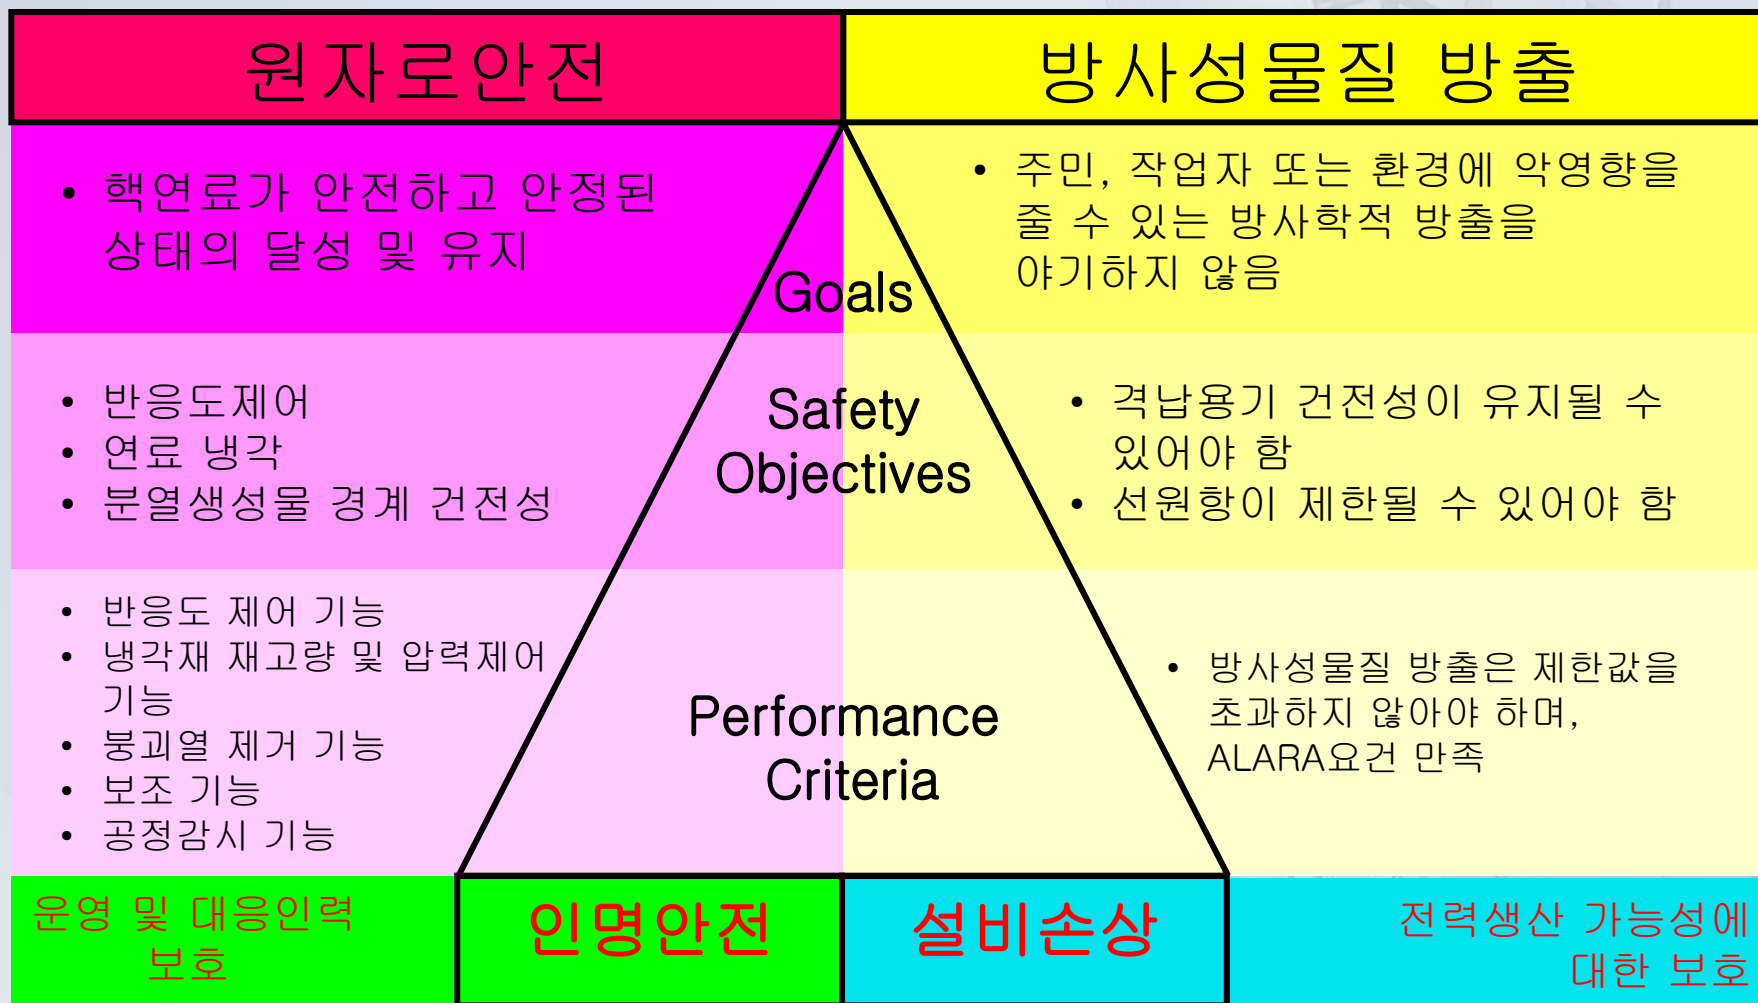 원자로안전
방사성물질 방출
• 핵연료가 안전하고 안정된
상태의 달성 및 유지
• 주민, 작업자 또는 환경에 악영향을
줄 수 있는 방사학적 방출을
야기하지 않음
Goals
• 반응도제어
• 연료 냉각
• 분열생성물 경계 건전성
Safety
Objectives
• 격납용기 건전성이 유지될 수
있어야 함
• 선원항이 제한될 수 있어야 함
• 반응도 제어 기능
• 냉각재 재고량 및 압력제어
기능
• 붕괴열 제거 기능
• 보조 기능
• 공정감시 기능
Performance
Criteria
• 방사성물질 방출은 제한값을
초과하지 않아야 하며,
ALARA요건 만족
운영 및 대응인력
보호
인명안전
설비손상
전력생산 가능성에
대한 보호